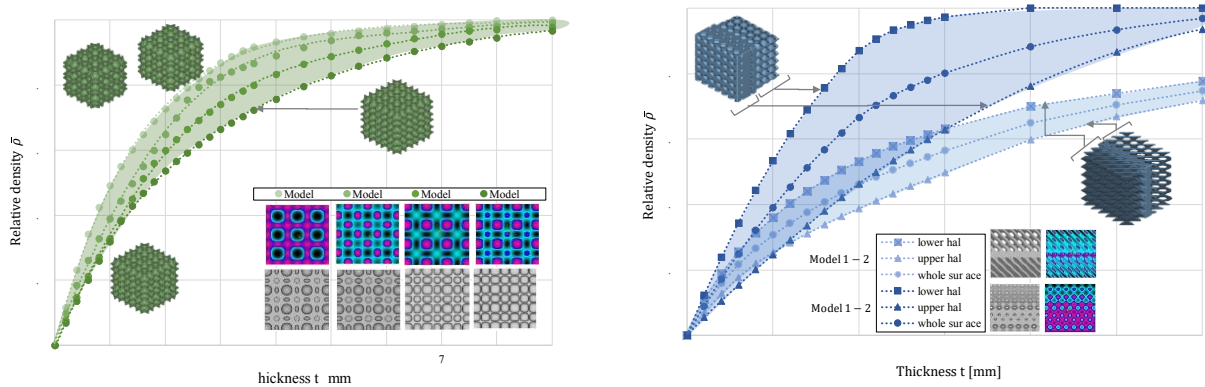 Relative density ρ̄
Model Model Model Model
7
hickness t mm
Relative density ρ̄
lower hal
Model 1 − 2 upper hal
whole sur ace
lower hal
Model 1 − 2 upper hal
whole sur ace
Thickness t [mm]